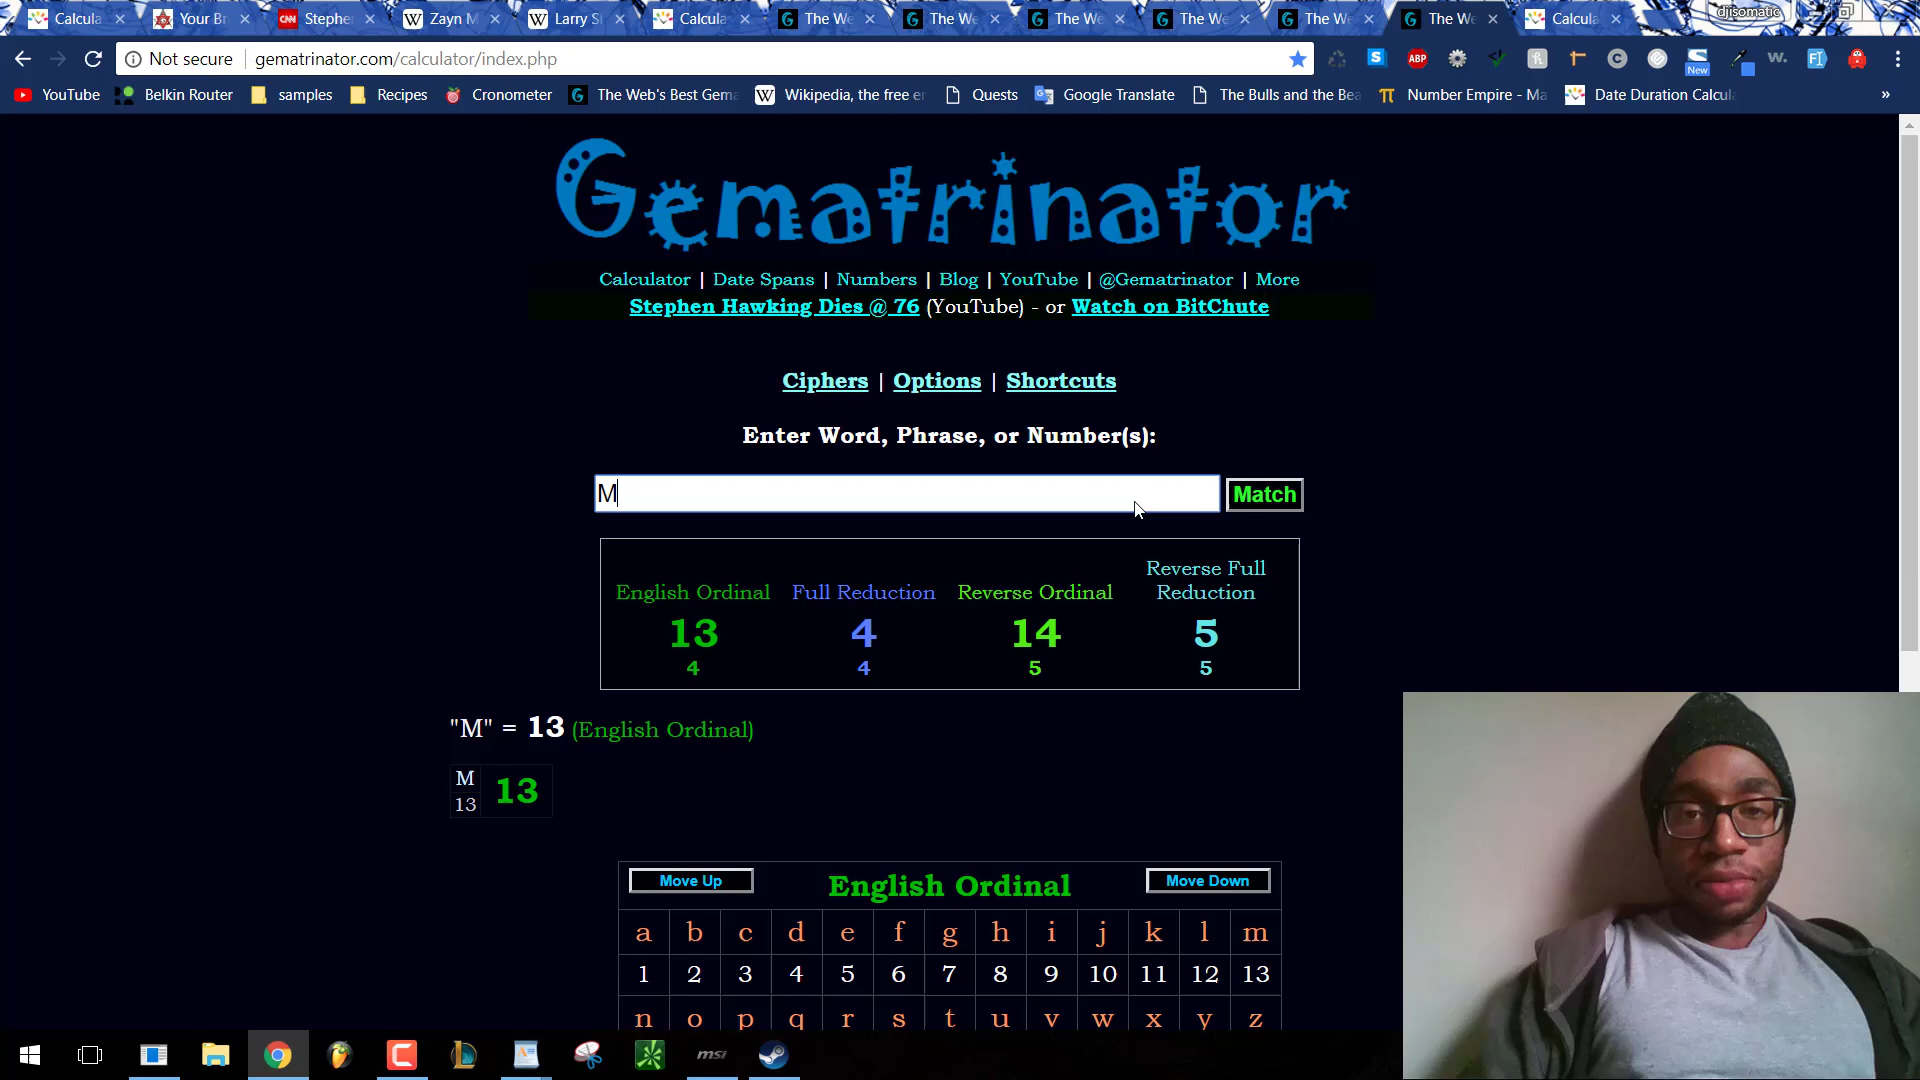 Calcula
Your Br
Stephe
Zayn M
Larry Si
Calcula
The We
The We
The We
The We
The We
The We
Calcula
djisomatic
Not secure
gematrinator.com/calculator/index.php
New
YouTube
Belkin Router
samples
Recipes
Cronometer
The Web's Best Gema
Wikipedia, the free e
Quests
Google Translate
The Bulls and the Bea
Number Empire - Ma
Date Duration Calcu
»
Gematrinator
Calculator | Date Spans | Numbers | Blog | YouTube | @Gematrinator | More
Stephen Hawking Dies @ 76 (YouTube) - or Watch on BitChute
Ciphers | Options | Shortcuts
Enter Word, Phrase, or Number(s):
M
Match
English Ordinal Full Reduction Reverse Ordinal Reverse Full Reduction
13 4 14 5
4 4 5 5
"M" = 13 (English Ordinal)
M
13
13
Move Up
English Ordinal
Move Down
a b c d e f g h i j k l m
1 2 3 4 5 6 7 8 9 10 11 12 13
n o p q r s t u v w x y z
msi